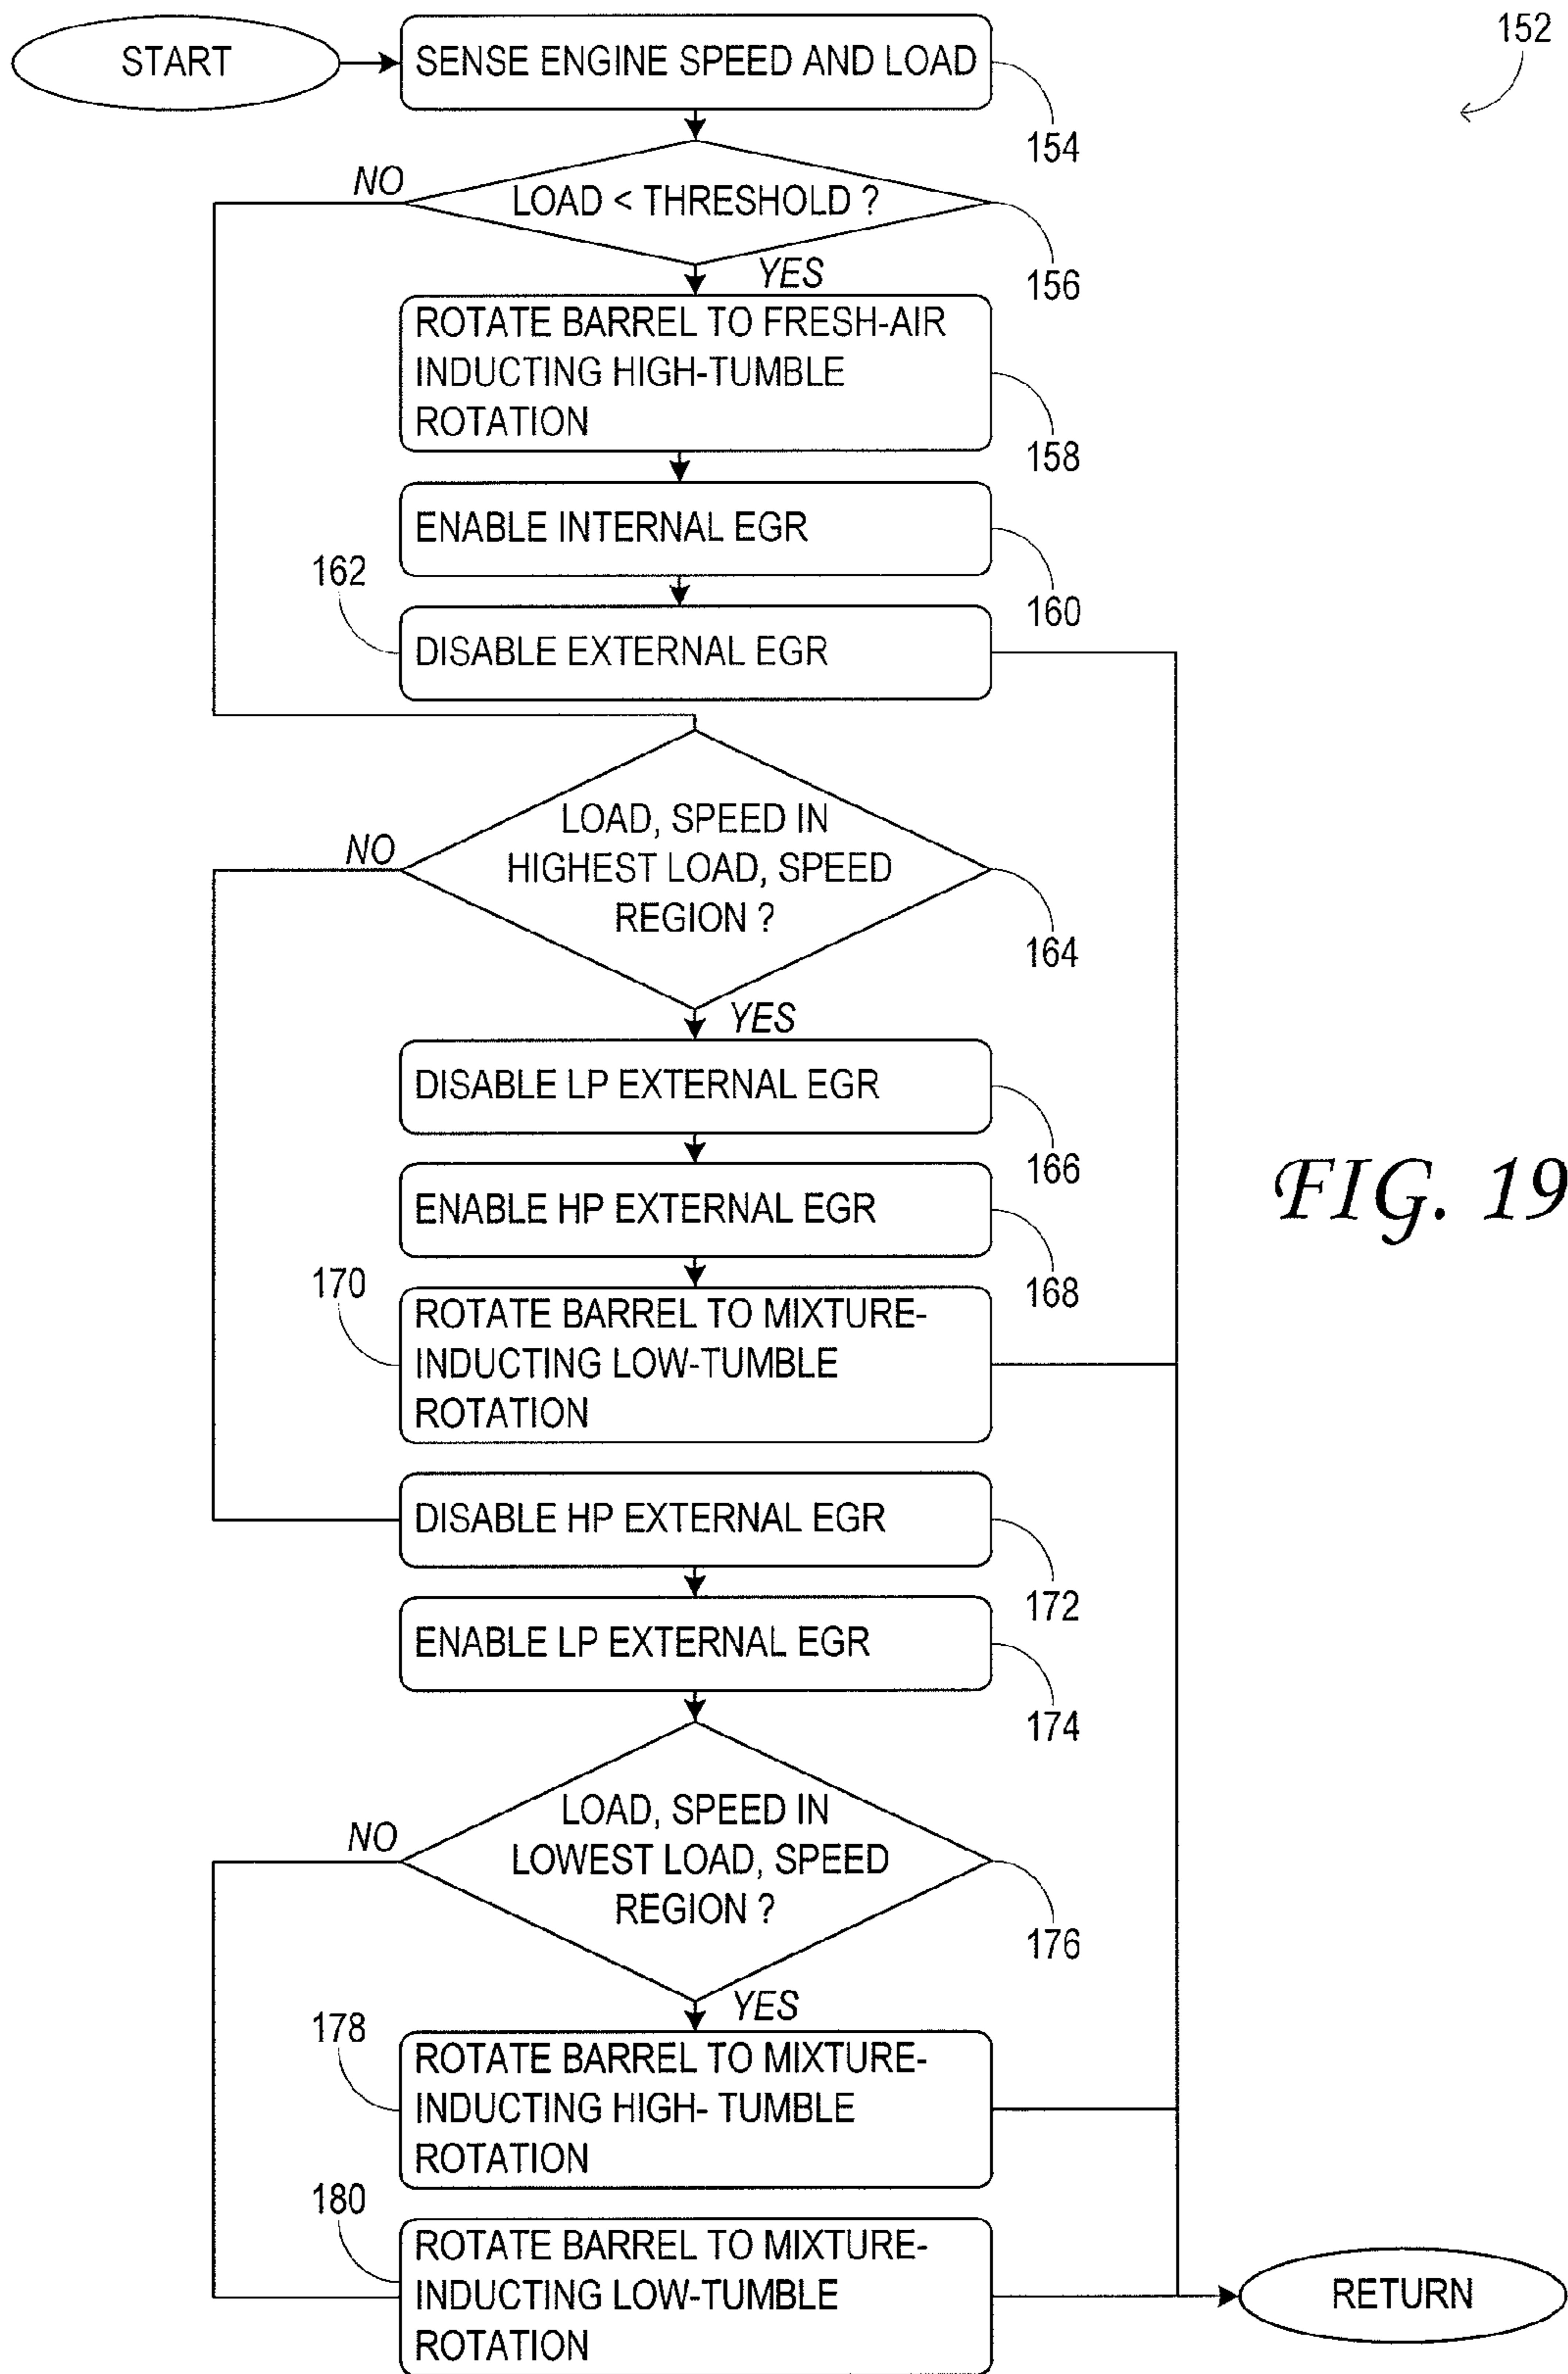 152
START
SENSE ENGINE SPEED AND LOAD
154
NO
LOAD < THRESHOLD ?
156
YES
ROTATE BARREL TO FRESH-AIR
INDUCTING HIGH-TUMBLE
ROTATION
158
ENABLE INTERNAL EGR
160
162
DISABLE EXTERNAL EGR
LOAD, SPEED IN
HIGHEST LOAD, SPEED
REGION ?
NO
164
YES
DISABLE LP EXTERNAL EGR
166
ENABLE HP EXTERNAL EGR
168
FIG. 19
170
ROTATE BARREL TO MIXTURE-
INDUCTING LOW-TUMBLE
ROTATION
DISABLE HP EXTERNAL EGR
172
ENABLE LP EXTERNAL EGR
174
LOAD, SPEED IN
LOWEST LOAD, SPEED
REGION ?
NO
176
YES
178
ROTATE BARREL TO MIXTURE-
INDUCTING HIGH- TUMBLE
ROTATION
180
ROTATE BARREL TO MIXTURE-
INDUCTING LOW-TUMBLE
ROTATION
RETURN